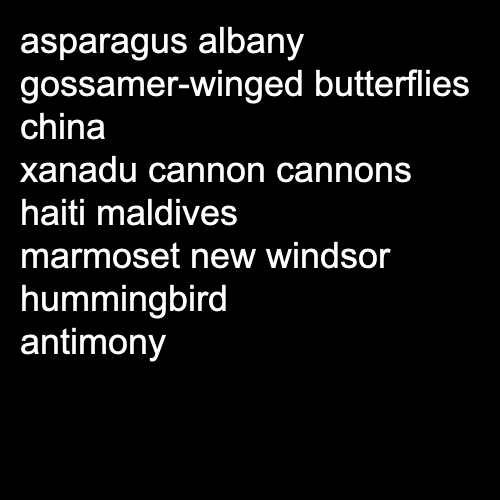 asparagus albany
gossamer-winged butterflies
china
xanadu cannon cannons
haiti maldives
marmoset new windsor
hummingbird
antimony